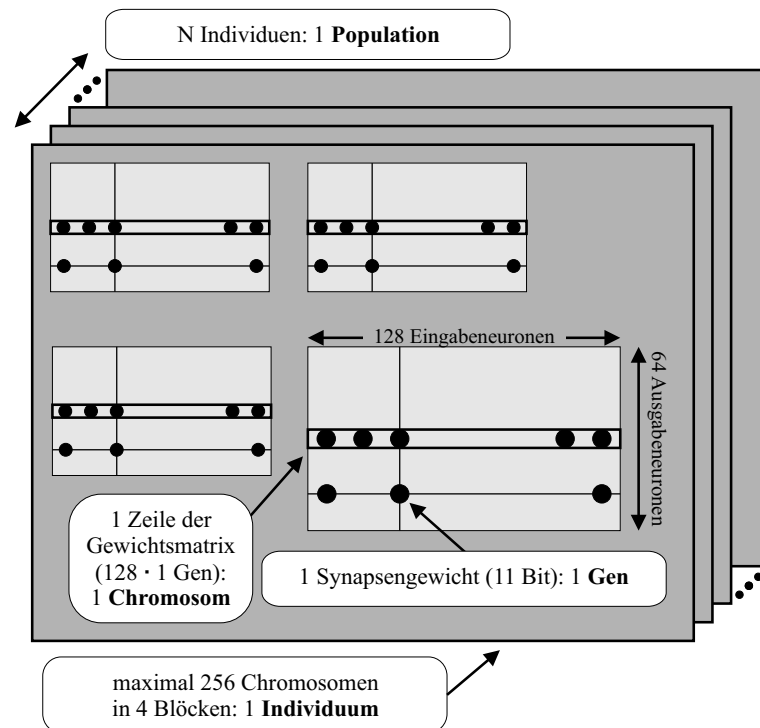 N Individuen: 1 Population
128 Eingabeneuronen
64 Ausgabeneuronen
1 Zeile der
Gewichtsmatrix
(128 · 1 Gen):
1 Chromosom
1 Synapsengewicht (11 Bit): 1 Gen
maximal 256 Chromosomen
in 4 Blöcken: 1 Individuum